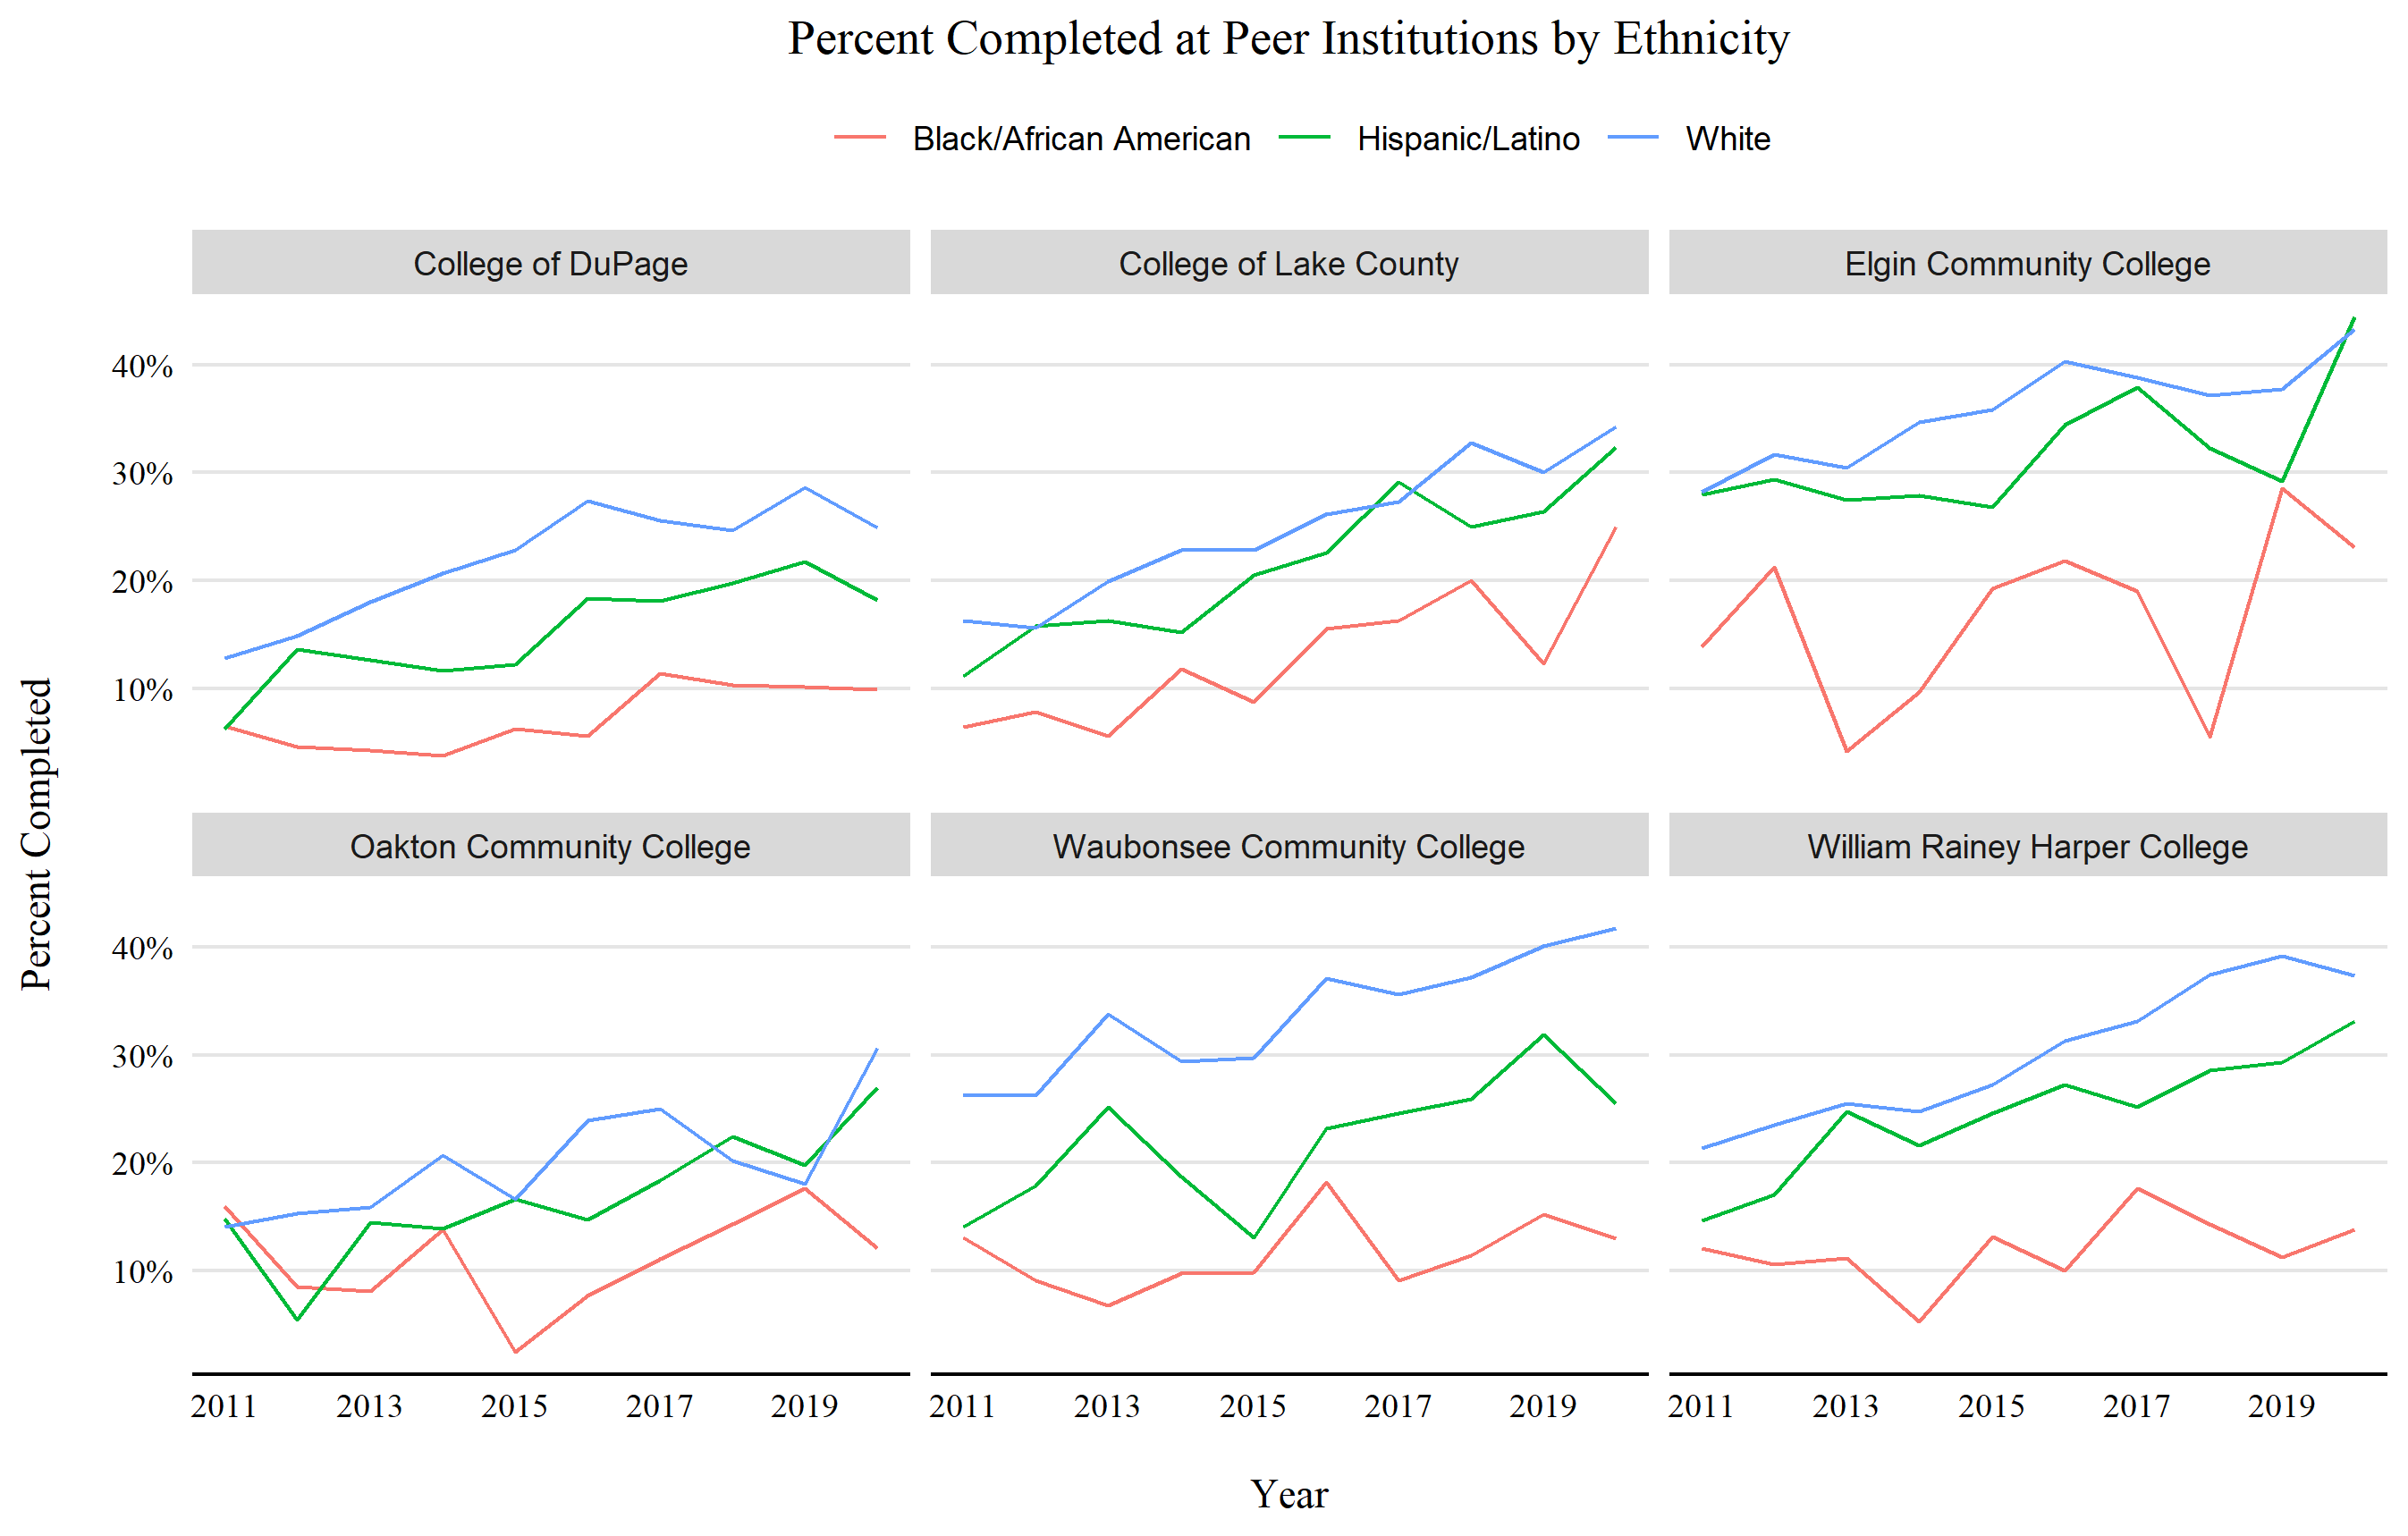 Percent Completed at Peer Institutions by Ethnicity
Black/African American Hispanic/Latino White
College of DuPage College of Lake County Elgin Community College
40%
30%
20%
10%
Percent Completed
Oakton Community College Waubonsee Community College William Rainey Harper College
40%
30%
20%
10%
2011 2013 2015 2017 2019 2011 2013 2015 2017 2019 2011 2013 2015 2017 2019
Year